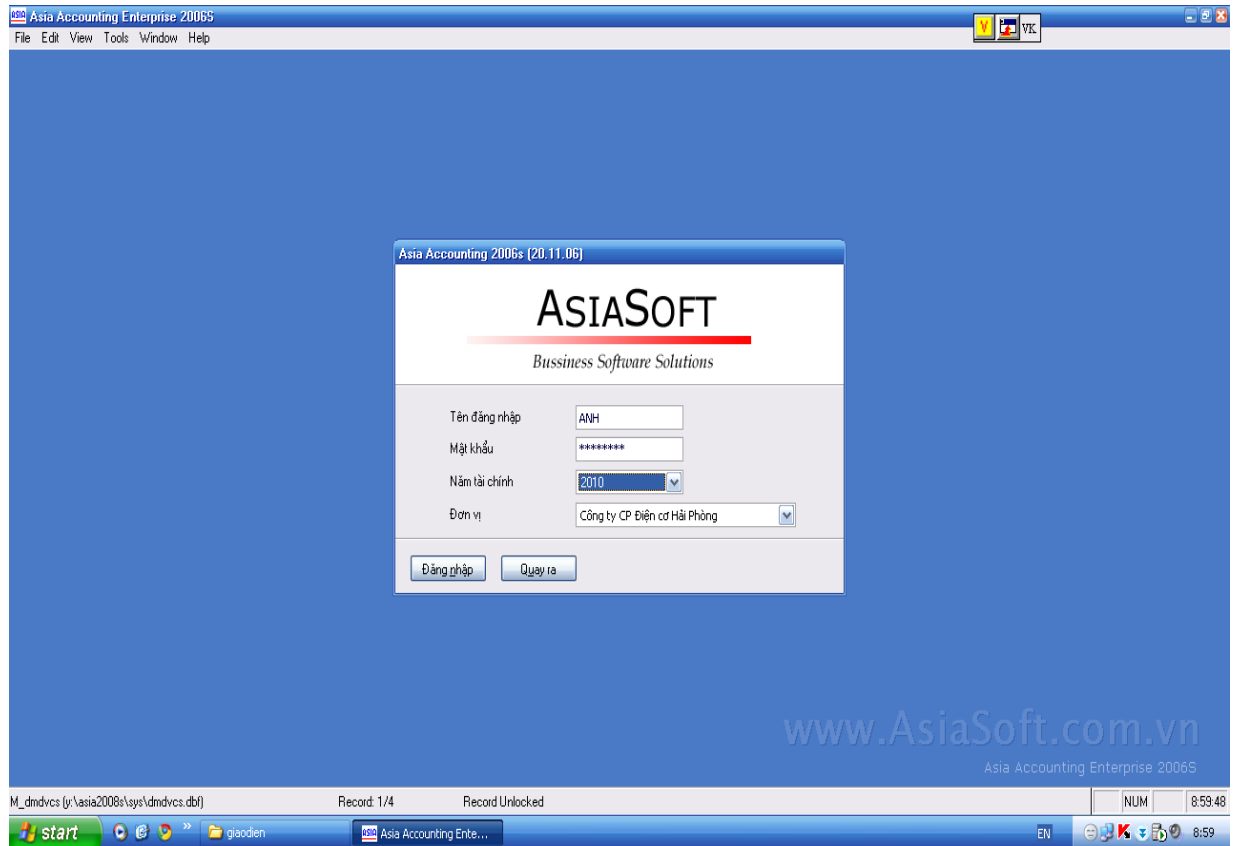 ASIA Asia Accounting Enterprise 2006S
File Edit View Tools Window Help
V VK
Asia Accounting 2006s (20.11.06)
ASIASOFT
Bussiness Software Solutions
Tên đăng nhập ANH
Mật khẩu ********
Năm tài chính 2010
Đơn vị Công ty CP Điện cơ Hải Phòng
Đăng nhập Quay ra
www.AsiaSoft.com.vn
Asia Accounting Enterprise 2006S
M_dmdvcs (y:\asia2008s\sys\dmdvcs.dbf) Record: 1/4 Record Unlocked NUM 8:59:48
start giaodien ASIA Asia Accounting Ente... EN 8:59